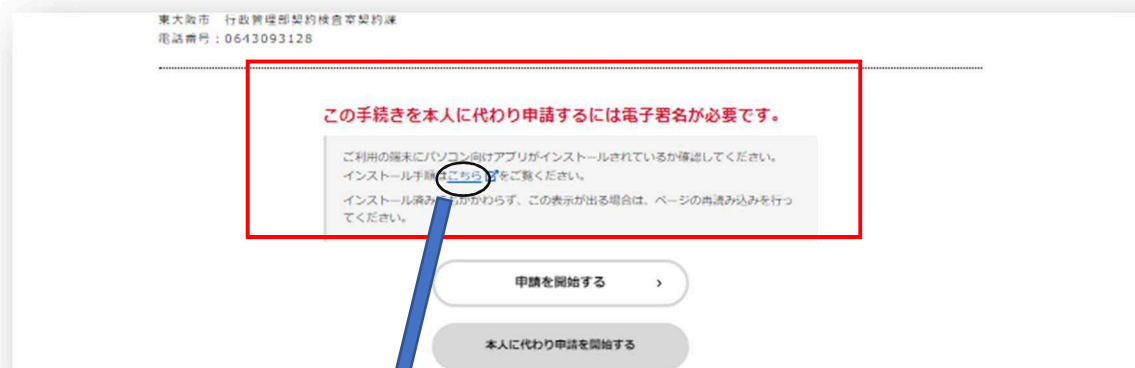 東大阪市　行政管理部契約検査室契約課
電話番号：0643093128
この手続きを本人に代わり申請するには電子署名が必要です。
ご利用の端末にパソコン向けアプリがインストールされているか確認してください。
インストール手順はこちらをご覧ください。
インストール済みにもかかわらず、この表示が出る場合は、ページの再読み込みを行っ
てください。
申請を開始する
本人に代わり申請を開始する